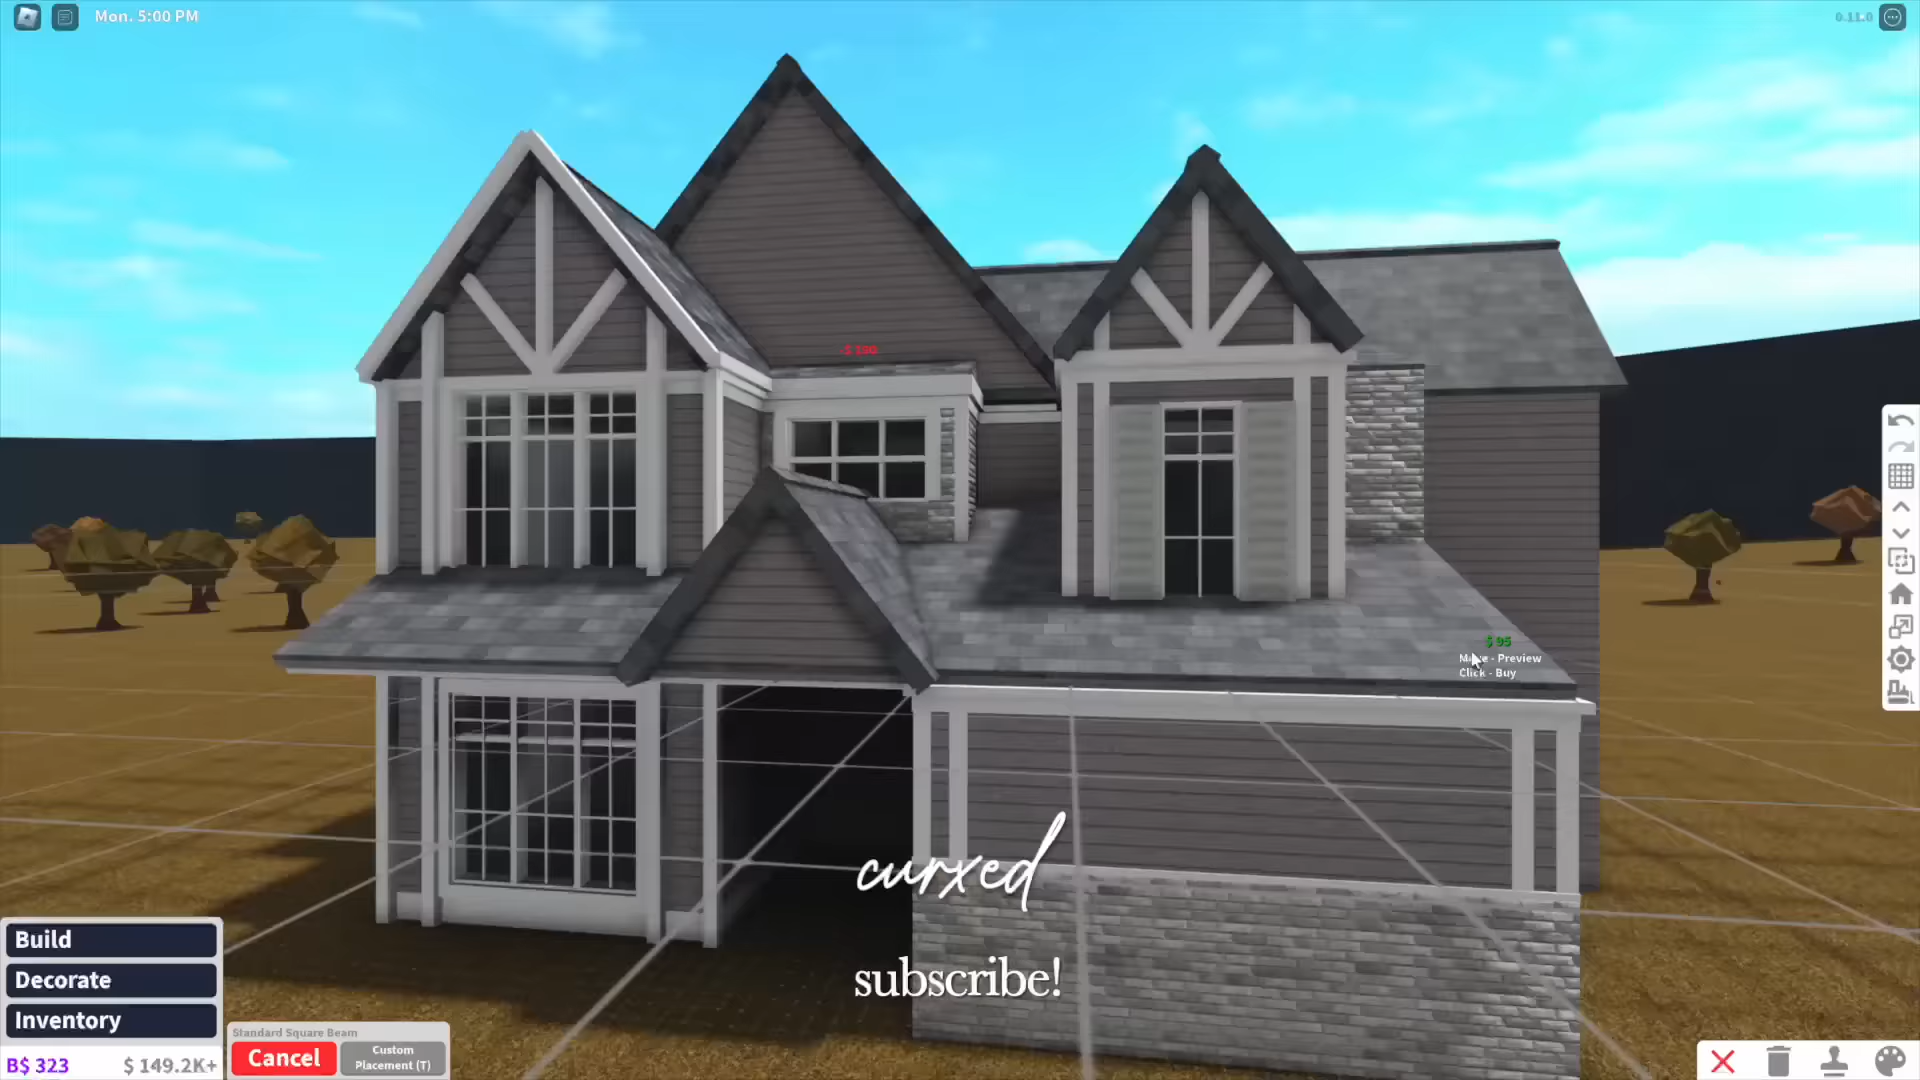 Mon. 5:00 PM
0.11.0
-$ 130
$ 95
Move - Preview
Click - Buy
curxed
subscribe!
Build
Decorate
Inventory
B$ 323
$ 149.2K+
Standard Square Beam
Cancel
Custom
Placement (T)